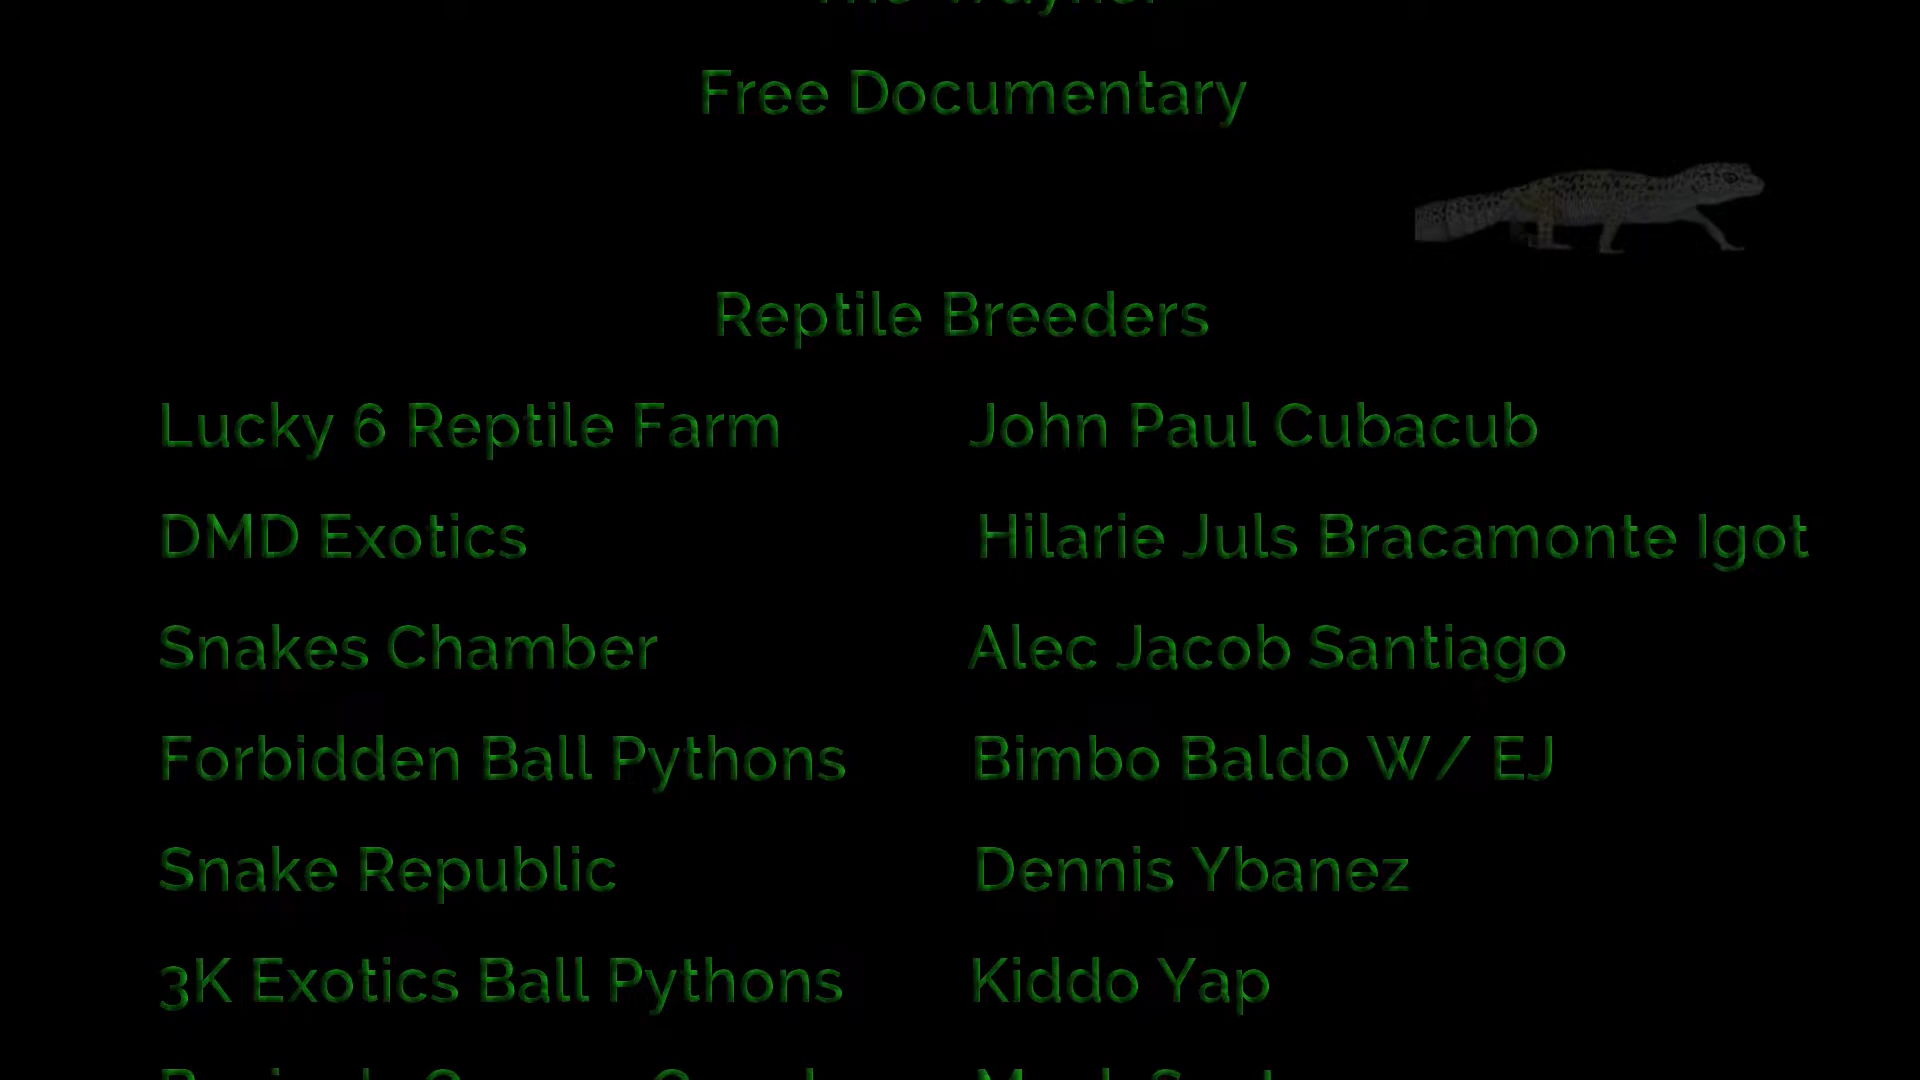 Free Documentary
Reptile Breeders
Lucky 6 Reptile Farm John Paul Cubacub
DMD Exotics Hilarie Juls Bracamonte Igot
Snakes Chamber Alec Jacob Santiago
Forbidden Ball Pythons Bimbo Baldo W/ EJ
Snake Republic Dennis Ybanez
3K Exotics Ball Pythons Kiddo Yap